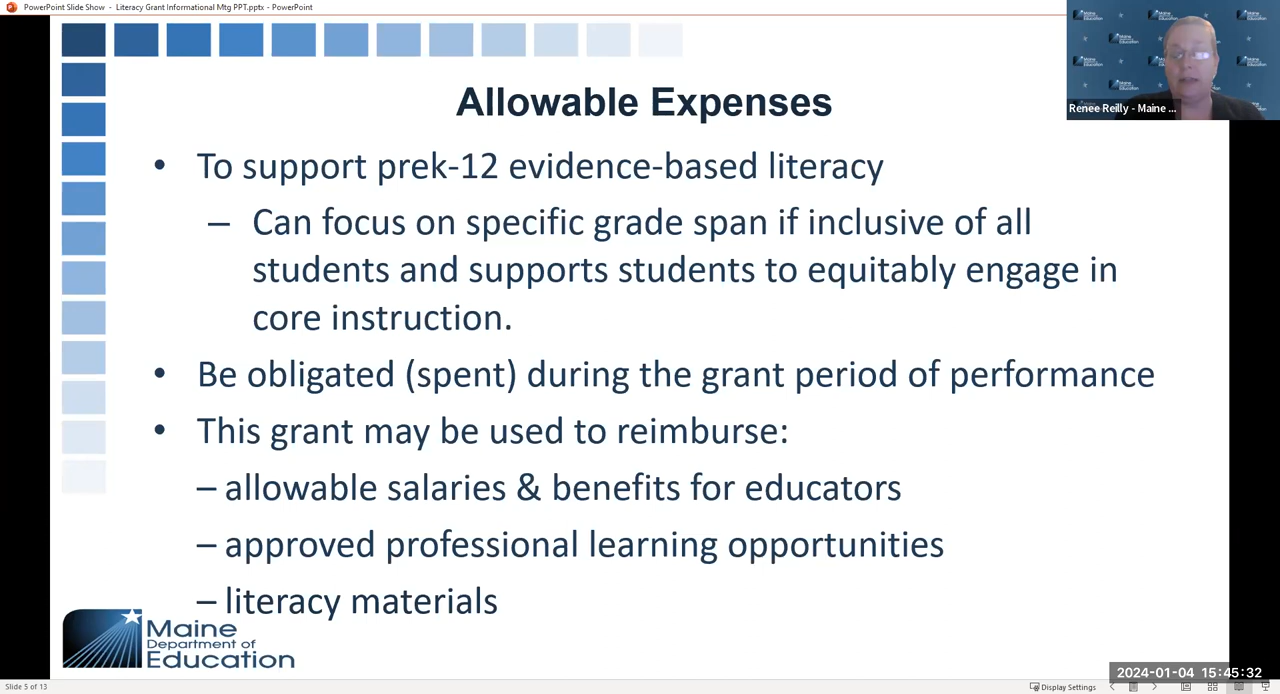 PowerPoint Slide Show - Literacy Grant Informational Mtg PPT.pptx - PowerPoint
Renee Reilly - Maine ...
Allowable Expenses
• To support prek-12 evidence-based literacy
– Can focus on specific grade span if inclusive of all
students and supports students to equitably engage in
core instruction.
• Be obligated (spent) during the grant period of performance
• This grant may be used to reimburse:
– allowable salaries & benefits for educators
– approved professional learning opportunities
– literacy materials
Maine
Department of
Education
2024-01-04 15:45:32
Slide 5 of 13
Display Settings